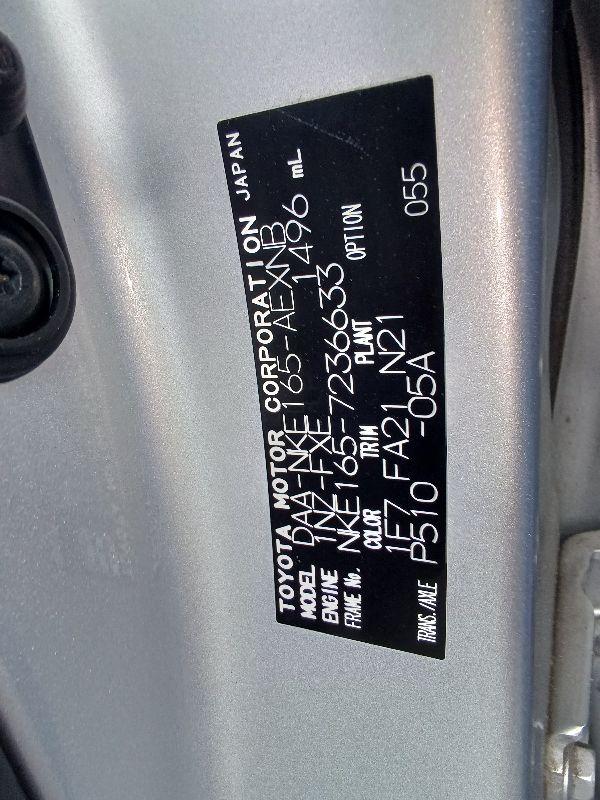 TOYOTA MOTOR CORPORATION JAPAN
MODEL DAA-NKE165-AEXNB
ENGINE 1NZ-FXE 1496 mL
FRAME No. NKE165-7236633
COLOR TRIM PLANT OPTION
1E7 FA21 N21
TRANS./AXLE P510 -05A 055